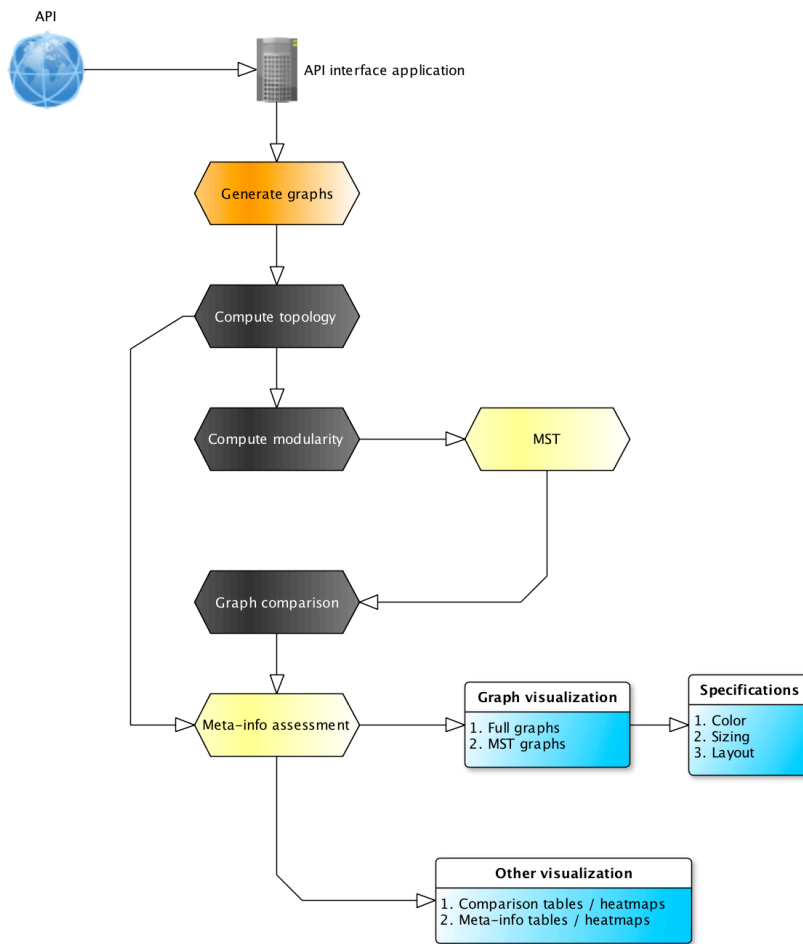 API
API interface application
Generate graphs
Compute topology
Compute modularity
MST
Graph comparison
Meta-info assessment
Graph visualization
1. Full graphs
2. MST graphs
Specifications
1. Color
2. Sizing
3. Layout
Other visualization
1. Comparison tables / heatmaps
2. Meta-info tables / heatmaps